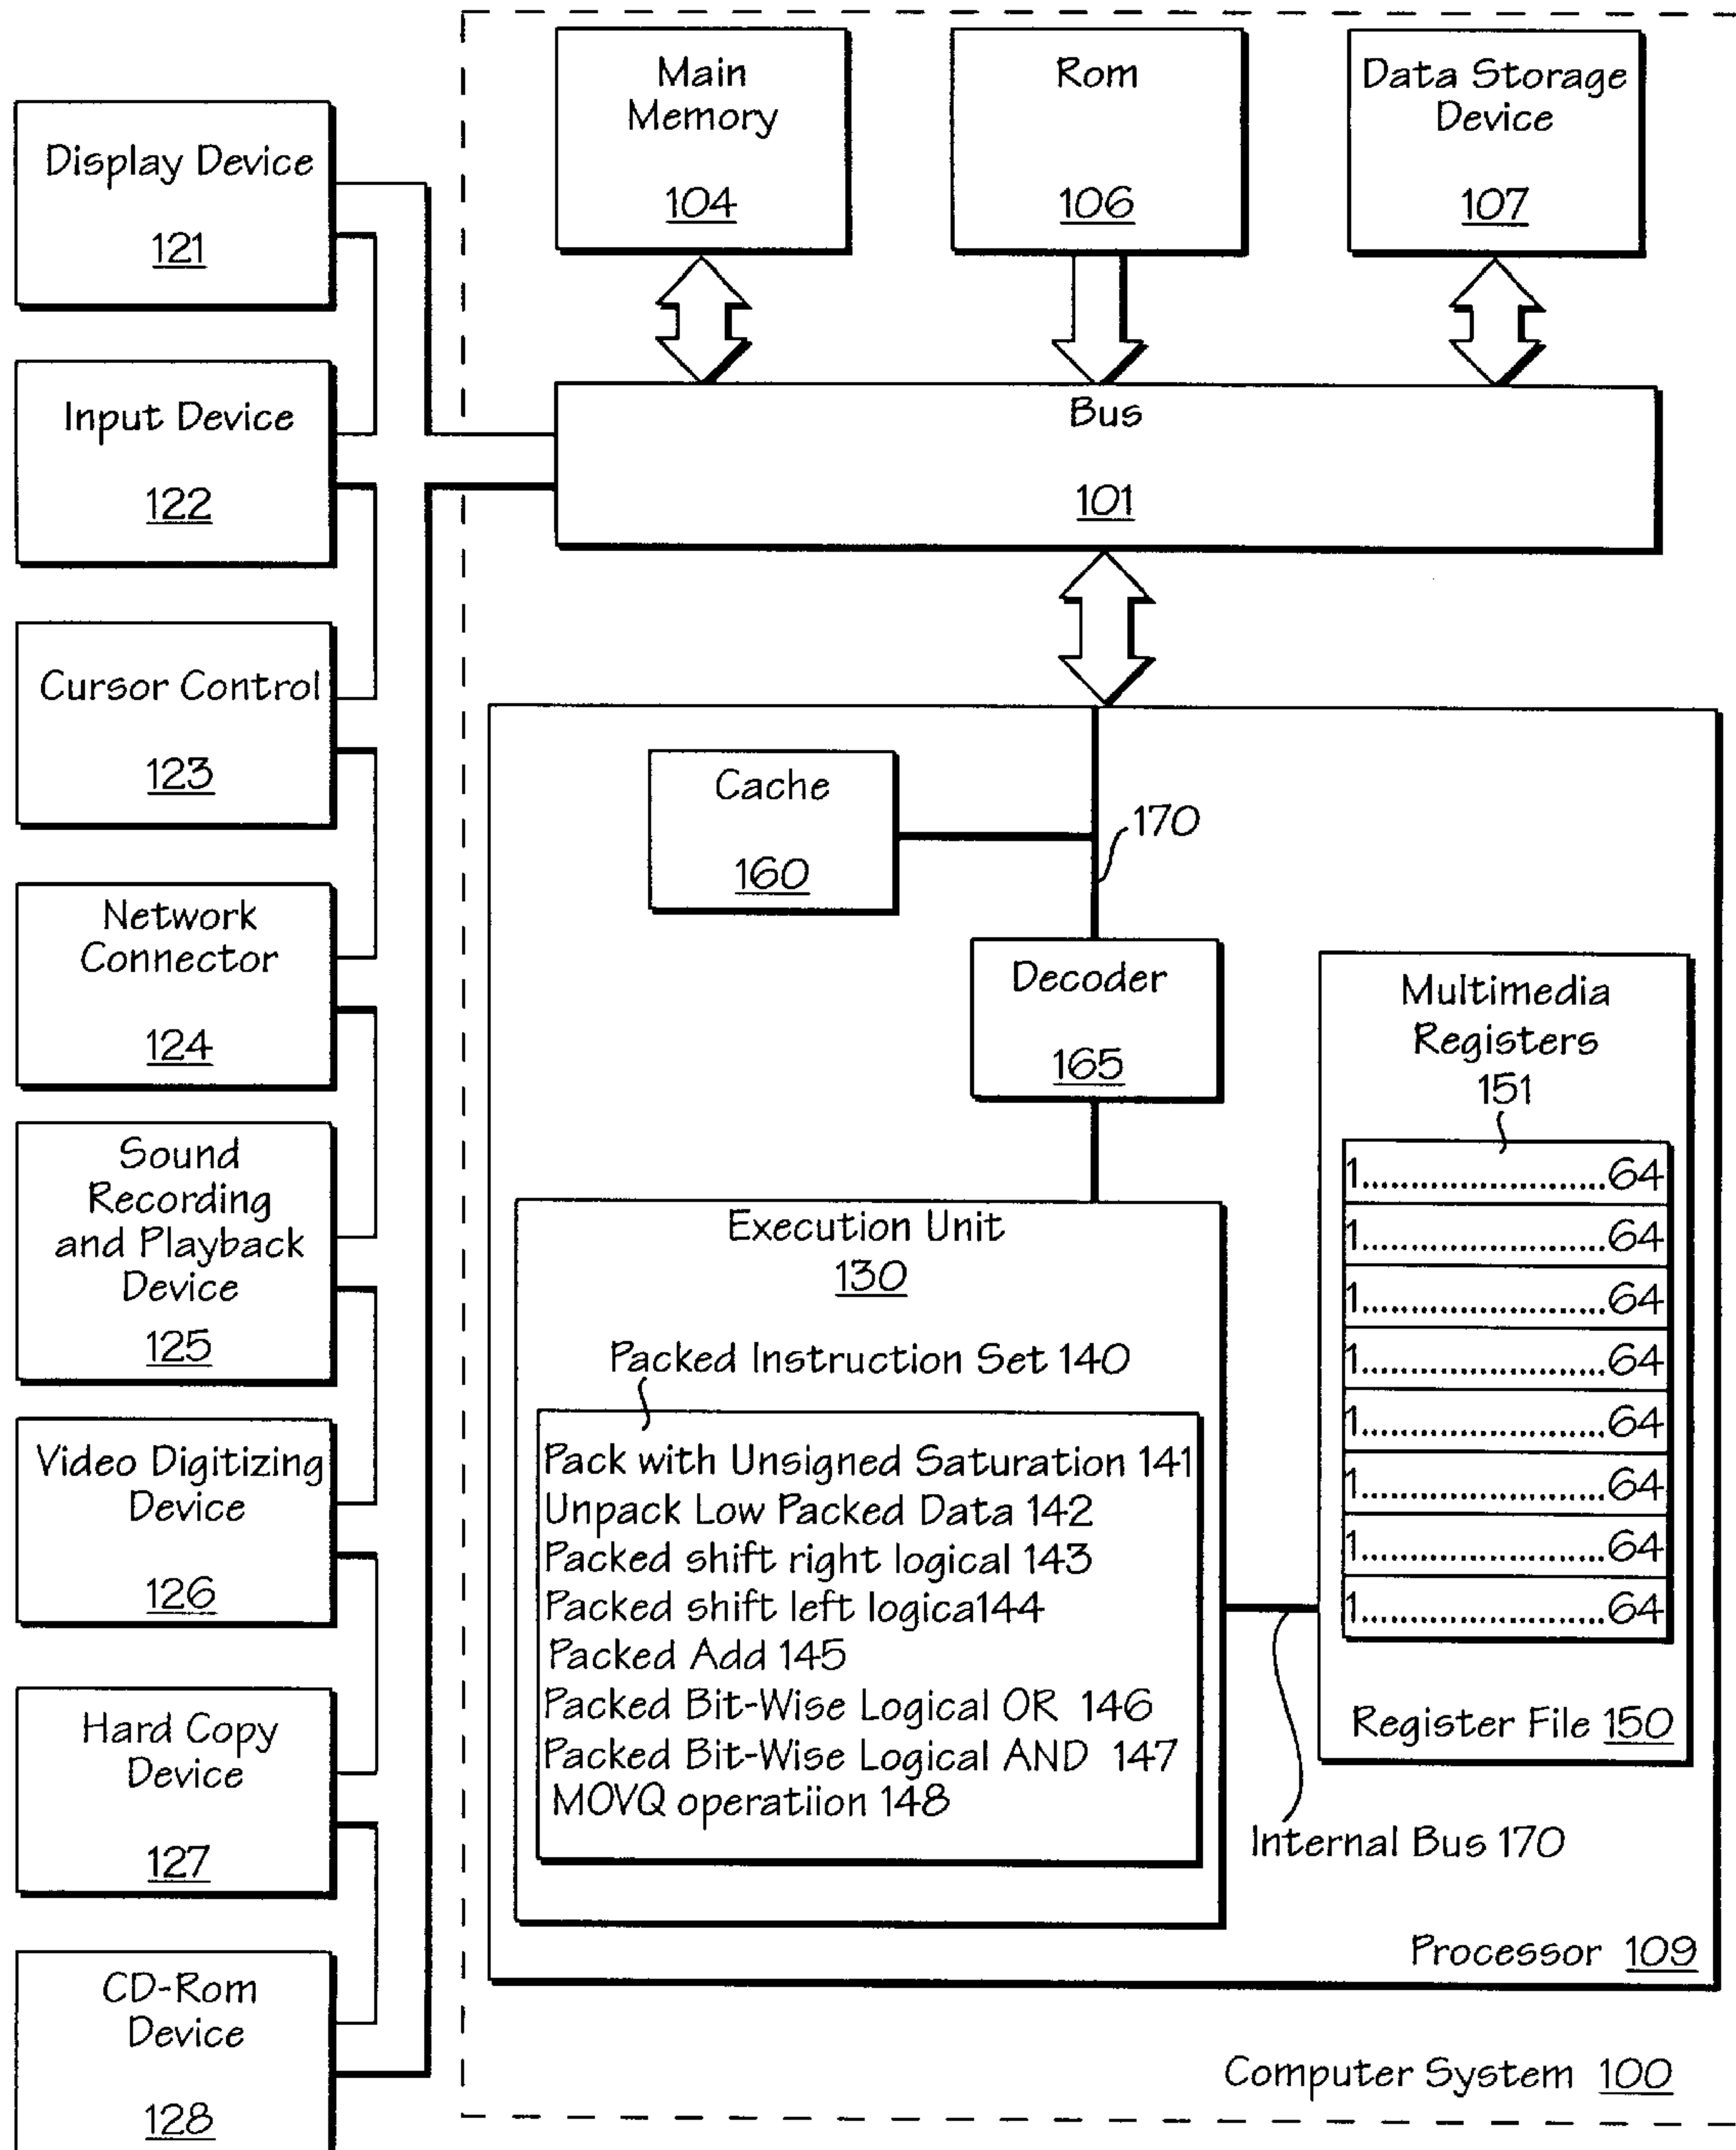 Main
Memory
104
Rom
106
Data Storage
Device
107
Display Device
121
Input Device
122
Cursor Control
123
Network
Connector
124
Sound
Recording
and Playback
Device
125
Video Digitizing
Device
126
Hard Copy
Device
127
CD-Rom
Device
128
Bus
101
Cache
160
170
Decoder
165
Multimedia
Registers
151
1........................64
1........................64
1........................64
1........................64
1........................64
1........................64
1........................64
1........................64
Register File 150
Execution Unit
130
Packed Instruction Set 140
Pack with Unsigned Saturation 141
Unpack Low Packed Data 142
Packed shift right logical 143
Packed shift left logica144
Packed Add 145
Packed Bit-Wise Logical OR 146
Packed Bit-Wise Logical AND 147
MOVQ operatiion 148
Internal Bus 170
Processor 109
Computer System 100